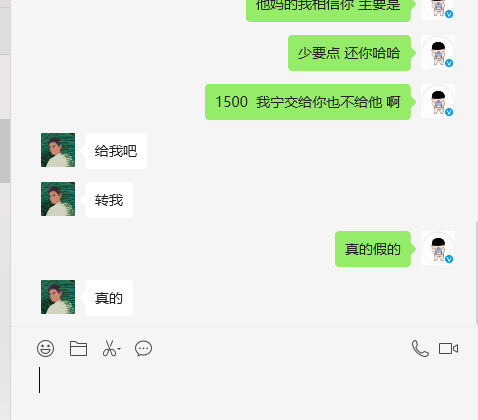 他妈的我相信你 主要是
少要点 还你哈哈
1500 我宁交给你也不给他 啊
给我吧
转我
真的假的
真的